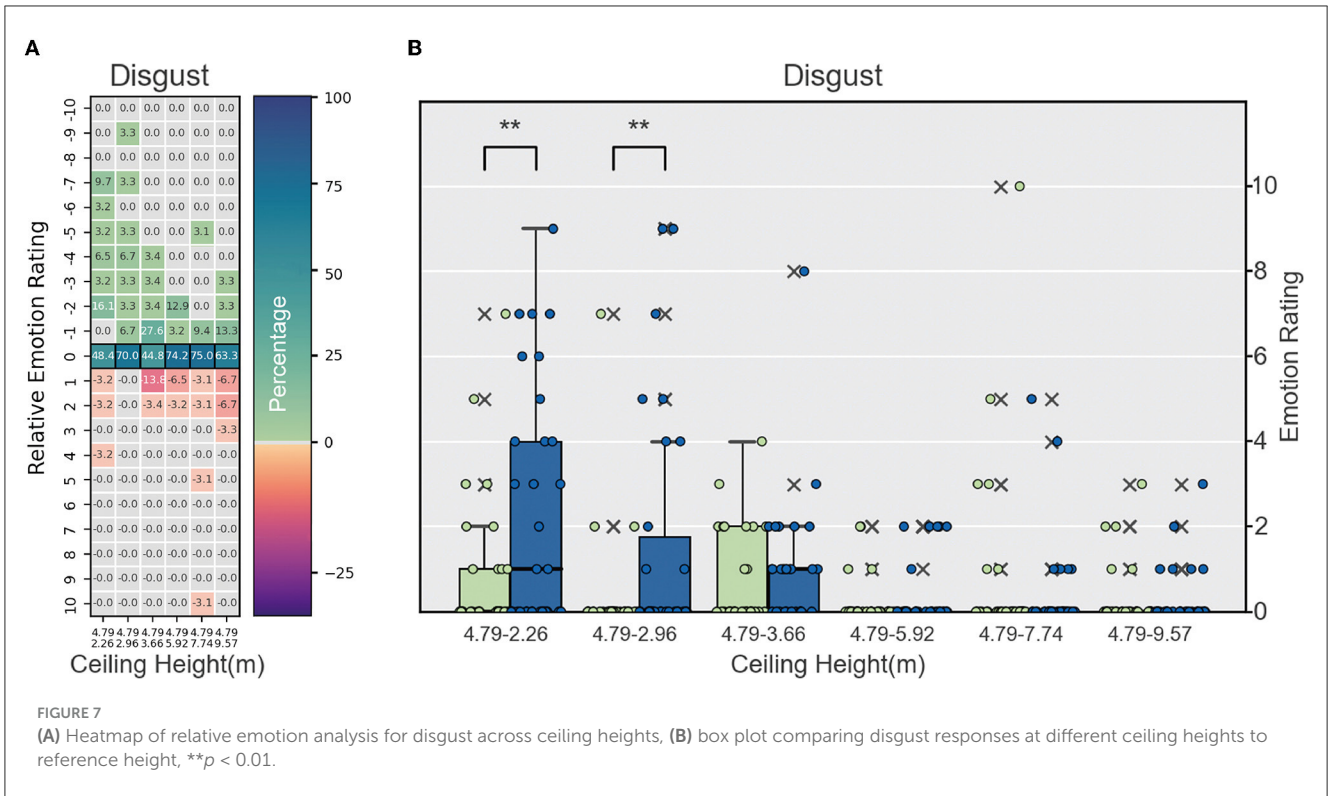 A
B
Disgust
Disgust
Relative Emotion Rating
-10 0.0 0.0 0.0 0.0 0.0 0.0
-9 0.0 3.3 0.0 0.0 0.0 0.0
-8 0.0 0.0 0.0 0.0 0.0 0.0
-7 9.7 3.3 0.0 0.0 0.0 0.0
-6 3.2 0.0 0.0 0.0 0.0 0.0
-5 3.2 3.3 0.0 0.0 3.1 0.0
-4 6.5 6.7 3.4 0.0 0.0 0.0
-3 3.2 3.3 3.4 0.0 0.0 3.3
-2 16.1 3.3 3.4 12.9 0.0 3.3
-1 0.0 6.7 27.6 3.2 9.4 13.3
0 48.4 70.0 44.8 74.2 75.0 63.3
1 -3.2 -0.0 -13.8 -6.5 -3.1 -6.7
2 -3.2 -0.0 -3.4 -3.2 -3.1 -6.7
3 -0.0 -0.0 -0.0 -0.0 -0.0 -3.3
4 -3.2 -0.0 -0.0 -0.0 -0.0 -0.0
5 -0.0 -0.0 -0.0 -0.0 -3.1 -0.0
6 -0.0 -0.0 -0.0 -0.0 -0.0 -0.0
7 -0.0 -0.0 -0.0 -0.0 -0.0 -0.0
8 -0.0 -0.0 -0.0 -0.0 -0.0 -0.0
9 -0.0 -0.0 -0.0 -0.0 -0.0 -0.0
10 -0.0 -0.0 -0.0 -0.0 -3.1 -0.0
4.79 4.79 4.79 4.79 4.79 4.79
2.26 2.96 3.66 5.92 7.74 9.57
Ceiling Height(m)
100
75
50
25
0
−25
Percentage
**
**
10
8
6
4
2
0
Emotion Rating
4.79-2.26 4.79-2.96 4.79-3.66 4.79-5.92 4.79-7.74 4.79-9.57
Ceiling Height(m)
FIGURE 7
(A) Heatmap of relative emotion analysis for disgust across ceiling heights, (B) box plot comparing disgust responses at different ceiling heights to
reference height, **p < 0.01.